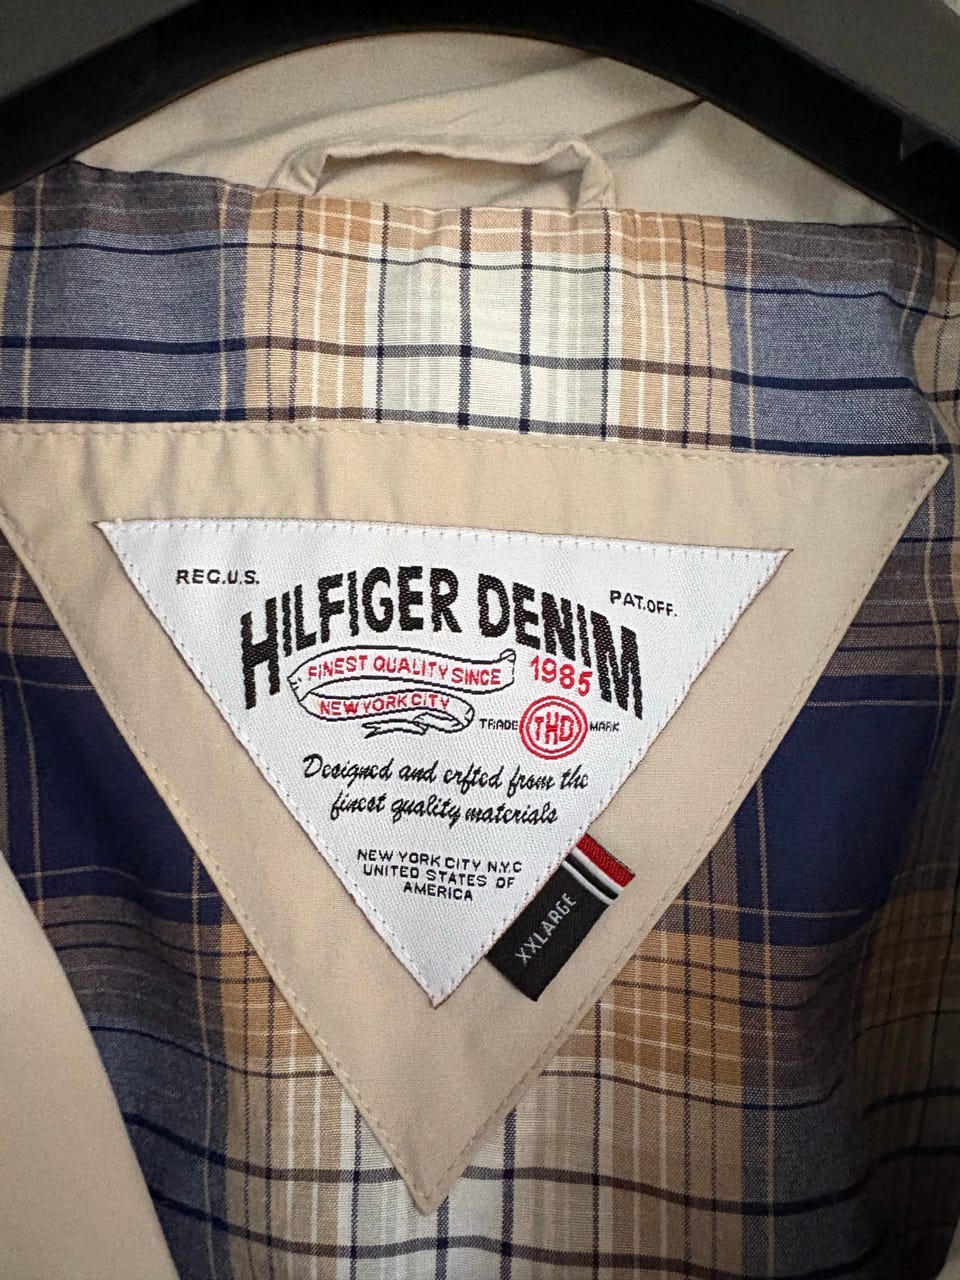 REG.U.S.
PAT.OFF.
HILFIGER DENIM
FINEST QUALITY SINCE 1985
NEW YORK CITY
TRADE THD MARK
Designed and crfted from the
finest quality materials
NEW YORK CITY N.Y.C
UNITED STATES OF
AMERICA
XXLARGE